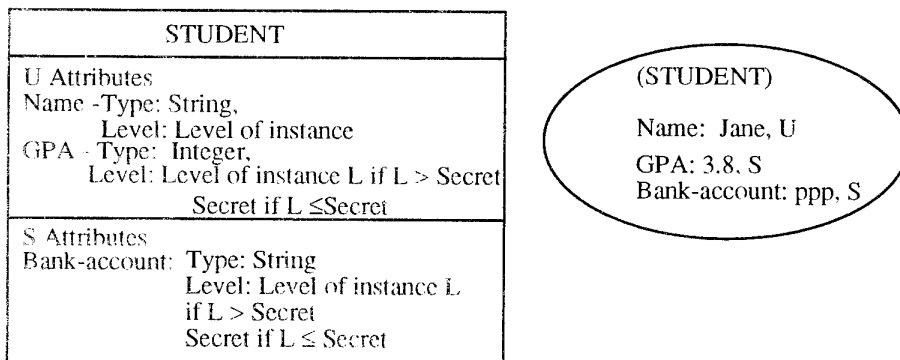 STUDENT
U Attributes
Name -Type: String,
Level: Level of instance
GPA - Type: Integer,
Level: Level of instance L if L > Secret
Secret if L ≤Secret
S Attributes
Bank-account: Type: String
Level: Level of instance L
if L > Secret
Secret if L ≤ Secret
(STUDENT)
Name: Jane, U
GPA: 3.8, S
Bank-account: ppp, S